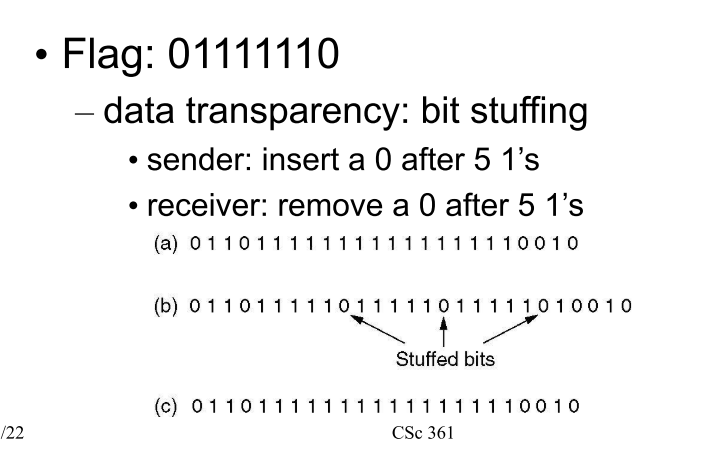 • Flag: 01111110
– data transparency: bit stuffing
• sender: insert a 0 after 5 1’s
• receiver: remove a 0 after 5 1’s
(a) 0 1 1 0 1 1 1 1 1 1 1 1 1 1 1 1 1 1 1 1 0 0 1 0
(b) 0 1 1 0 1 1 1 1 1 0 1 1 1 1 1 0 1 1 1 1 1 0 1 0 0 1 0
Stuffed bits
(c) 0 1 1 0 1 1 1 1 1 1 1 1 1 1 1 1 1 1 1 1 0 0 1 0
/22
CSc 361